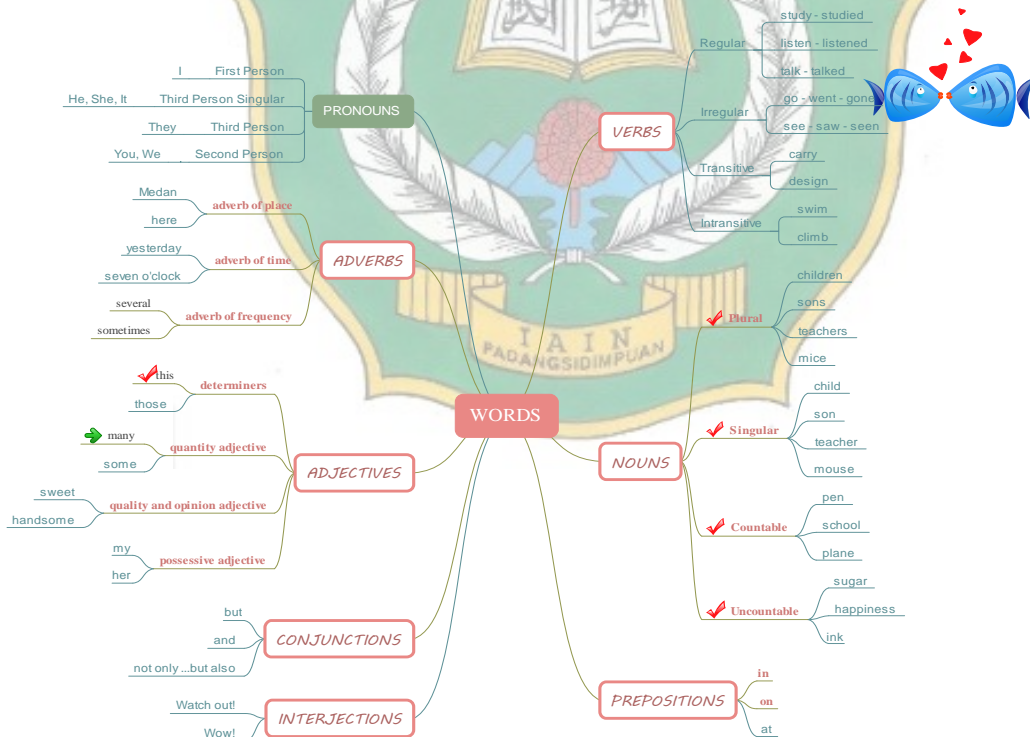 WORDS
PRONOUNS
I First Person
He, She, It Third Person Singular
They Third Person
You, We Second Person
ADVERBS
adverb of place
Medan
here
adverb of time
yesterday
seven o'clock
adverb of frequency
several
sometimes
ADJECTIVES
determiners
this
those
quantity adjective
many
some
quality and opinion adjective
sweet
handsome
possessive adjective
my
her
CONJUNCTIONS
but
and
not only ...but also
INTERJECTIONS
Watch out!
Wow!
VERBS
Regular
study - studied
listen - listened
talk - talked
Irregular
go - went - gone
see - saw - seen
Transitive
carry
design
Intransitive
swim
climb
NOUNS
Plural
children
sons
teachers
mice
Singular
child
son
teacher
mouse
Countable
pen
school
plane
Uncountable
sugar
happiness
ink
PREPOSITIONS
in
on
at
IAIN
PADANGSIDIMPUAN